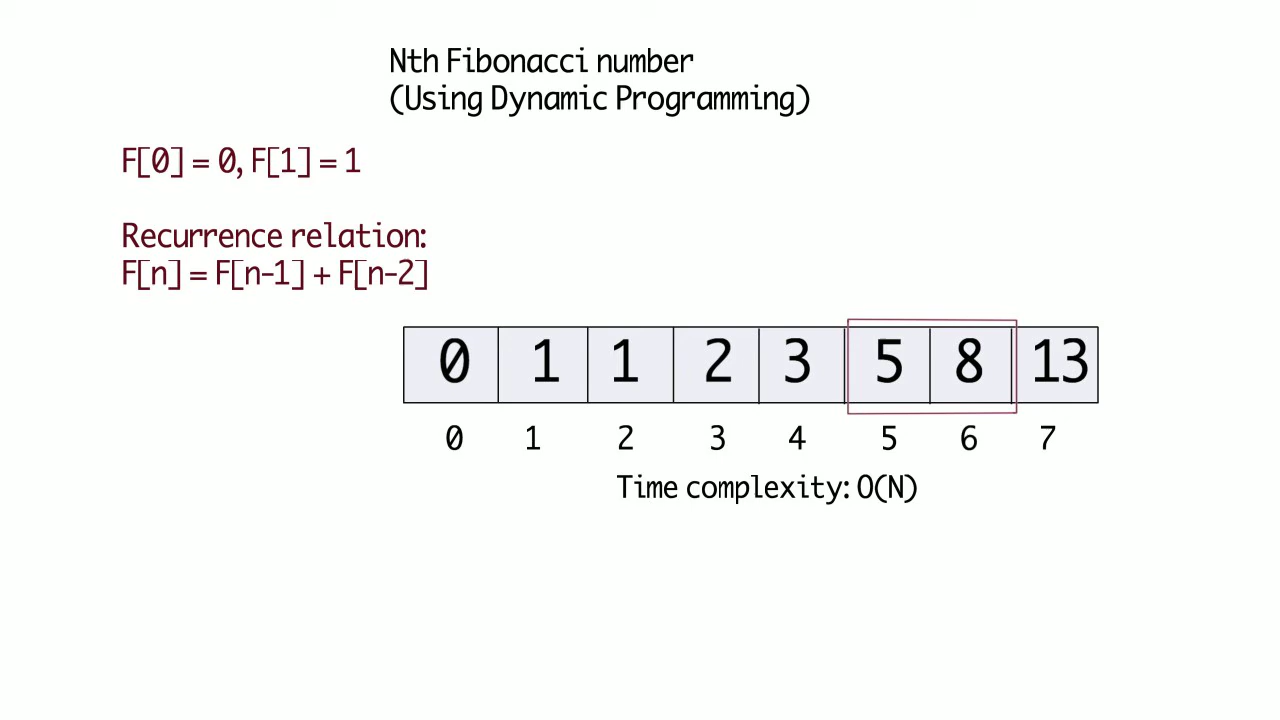 Nth Fibonacci number
(Using Dynamic Programming)
F[0] = 0, F[1] = 1
Recurrence relation:
F[n] = F[n-1] + F[n-2]
0 1 1 2 3 5 8 13
0 1 2 3 4 5 6 7
Time complexity: O(N)